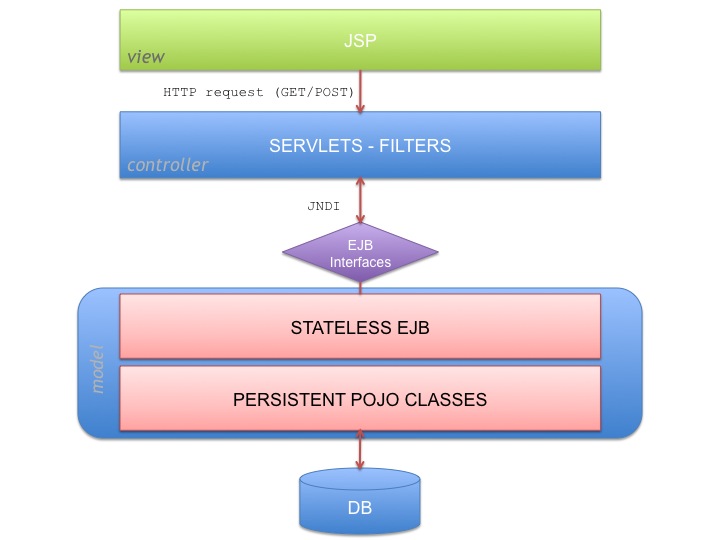 JSP
view
HTTP request (GET/POST)
SERVLETS - FILTERS
controller
JNDI
EJB
Interfaces
STATELESS EJB
model
PERSISTENT POJO CLASSES
DB